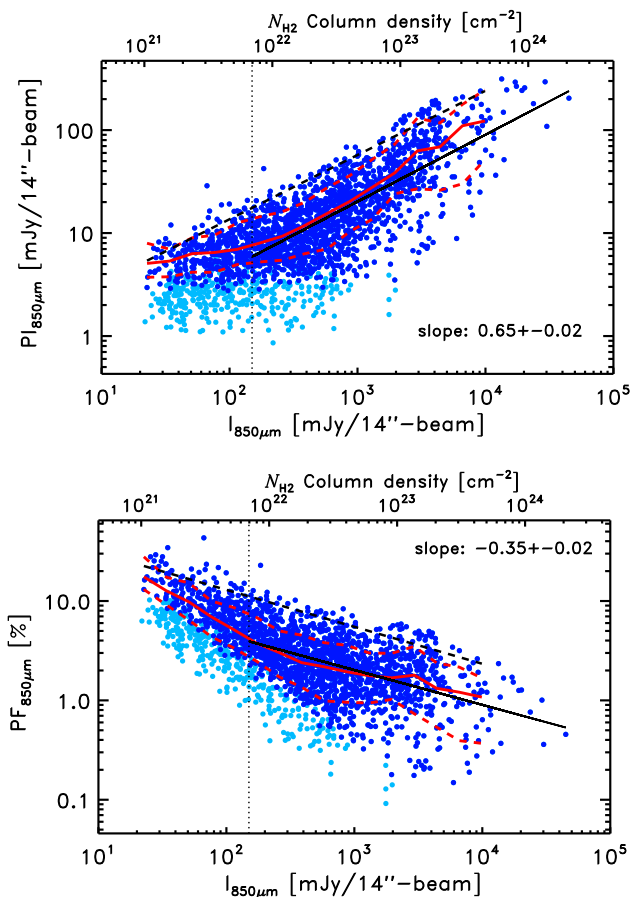 N_H2 Column density [cm^-2]
10^21 10^22 10^23 10^24
100
10
1
PI_850μm [mJy/14''-beam]
slope: 0.65+-0.02
10^1 10^2 10^3 10^4 10^5
I_850μm [mJy/14''-beam]
N_H2 Column density [cm^-2]
10^21 10^22 10^23 10^24
slope: -0.35+-0.02
10.0
1.0
0.1
PF_850μm [%]
10^1 10^2 10^3 10^4 10^5
I_850μm [mJy/14''-beam]